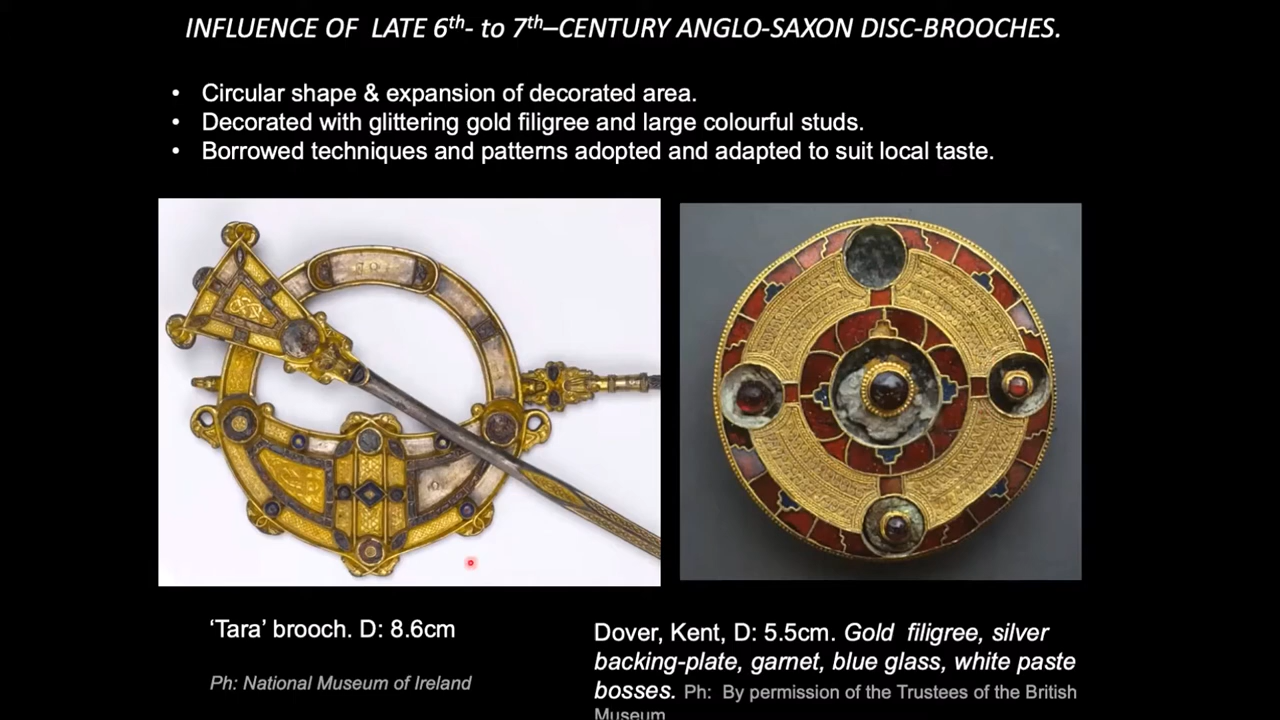 INFLUENCE OF LATE 6th- to 7th–CENTURY ANGLO-SAXON DISC-BROOCHES.
• Circular shape & expansion of decorated area.
• Decorated with glittering gold filigree and large colourful studs.
• Borrowed techniques and patterns adopted and adapted to suit local taste.
‘Tara’ brooch. D: 8.6cm
Ph: National Museum of Ireland
Dover, Kent, D: 5.5cm. Gold filigree, silver
backing-plate, garnet, blue glass, white paste
bosses. Ph: By permission of the Trustees of the British
Museum